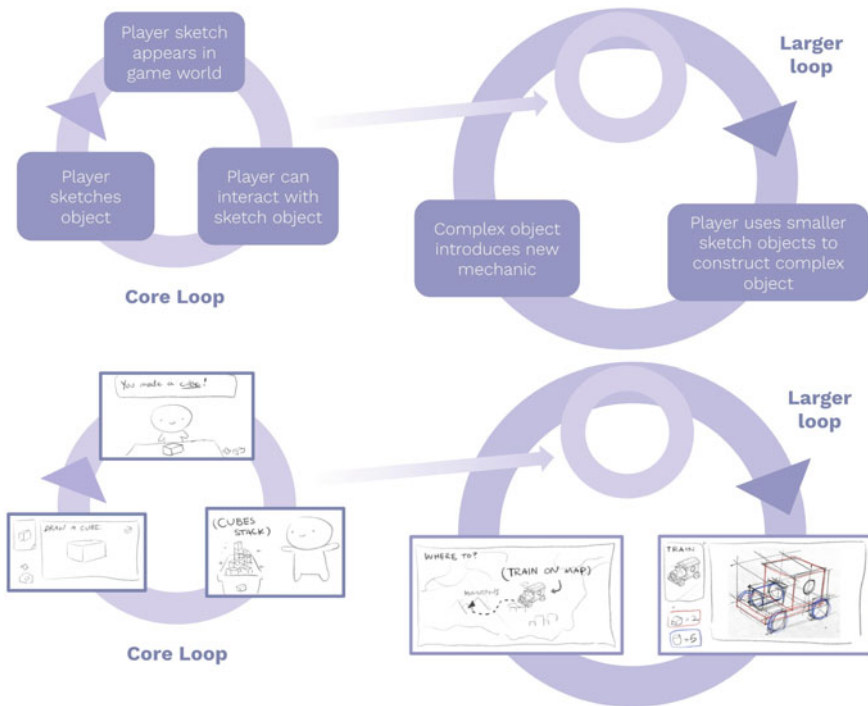 Player sketch
appears in
game world
Player
sketches
object
Player can
interact with
sketch object
Core Loop
Larger
loop
Complex object
introduces new
mechanic
Player uses smaller
sketch objects to
construct complex
object
You made a cube!
DRAW A CUBE
(CUBES
STACK)
Core Loop
Larger
loop
WHERE TO?
(TRAIN ON MAP)
TRAIN
= 2
= 5